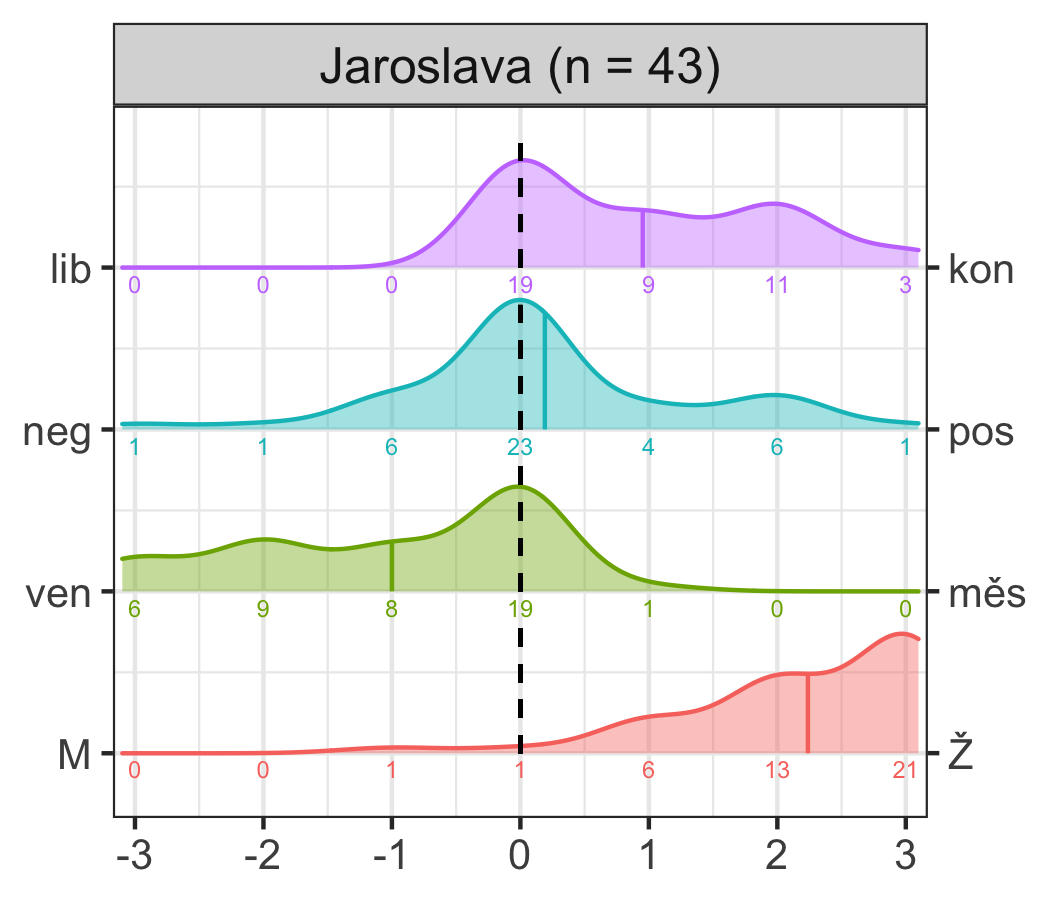 Jaroslava (n = 43)
lib kon
0 0 0 19 9 11 3
neg pos
1 1 6 23 4 6 1
ven měs
6 9 8 19 1 0 0
M Ž
0 0 1 1 6 13 21
-3 -2 -1 0 1 2 3